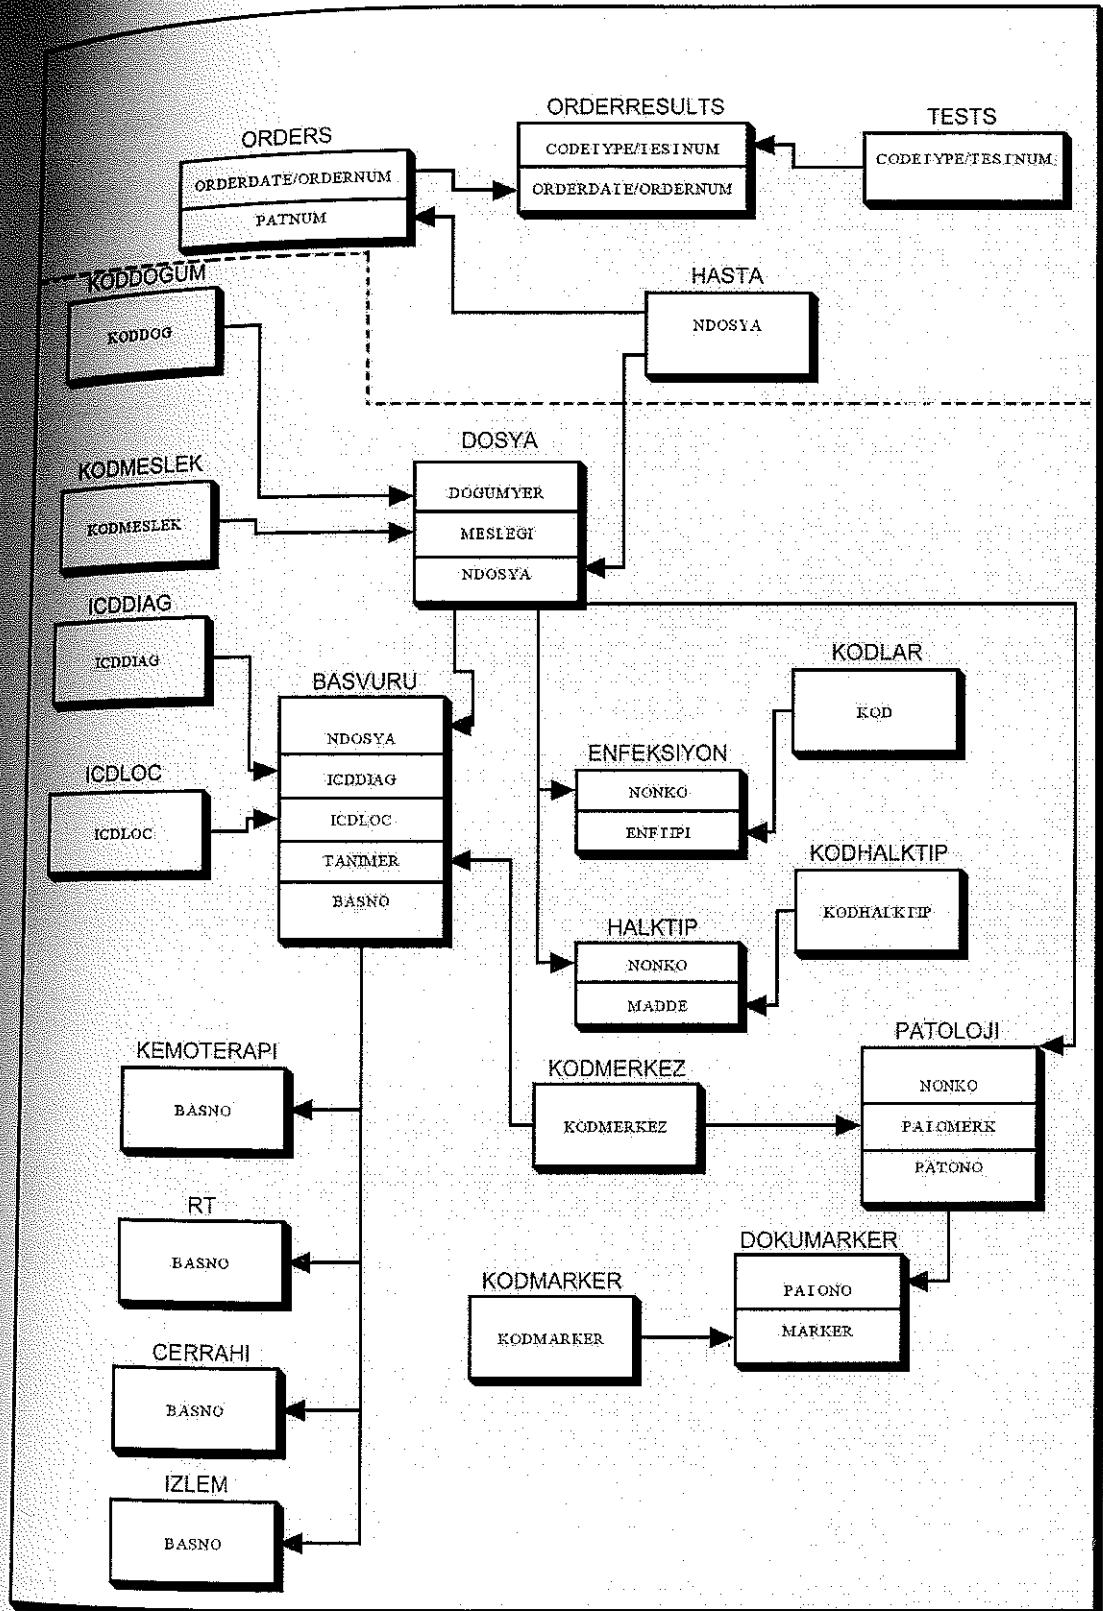 ORDERRESULTS
TESTS
ORDERS
CODETYPE/TESTNUM
CODETYPE/TESTNUM
ORDERDATE/ORDERNUM
ORDERDATE/ORDERNUM
PATNUM
KODDOGUM
HASTA
KODDOG
NDOSYA
DOSYA
KODMESLEK
DOGUMYER
KODMESLEK
MESLEGI
NDOSYA
ICDDIAG
ICDDIAG
BASVURU
KODLAR
NDOSYA
KOD
ICDLOC
ICDDIAG
ENFEKSIYON
NONKO
ICDLOC
ICDLOC
ENFTIPI
TANIMER
KODHALKTIP
BASNO
KODHALKTIP
HALKTIP
NONKO
MADDE
PATOLOJI
KEMOTERAPI
KODMERKEZ
NONKO
BASNO
KODMERKEZ
PATOMERK
PATONO
RT
DOKUMARKER
BASNO
KODMARKER
PATONO
KODMARKER
MARKER
CERRAHI
BASNO
IZLEM
BASNO